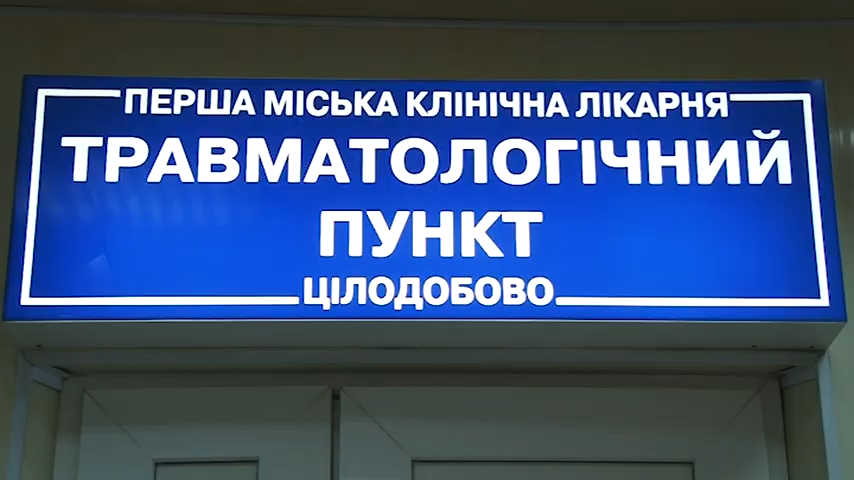 ПЕРША МІСЬКА КЛІНІЧНА ЛІКАРНЯ
ТРАВМАТОЛОГІЧНИЙ
ПУНКТ
ЦІЛОДОБОВО